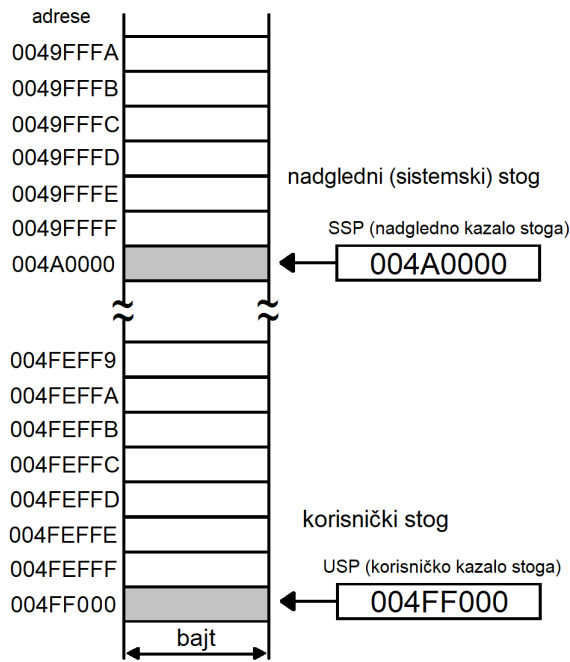 adrese
0049FFFA
0049FFFB
0049FFFC
0049FFFD
nadgledni (sistemski) stog
0049FFFE
0049FFFF
SSP (nadgledno kazalo stoga)
004A0000
004A0000
≈ ≈
004FEFF9
004FEFFA
004FEFFB
004FEFFC
004FEFFD
korisnički stog
004FEFFE
004FEFFF
USP (korisničko kazalo stoga)
004FF000
004FF000
bajt